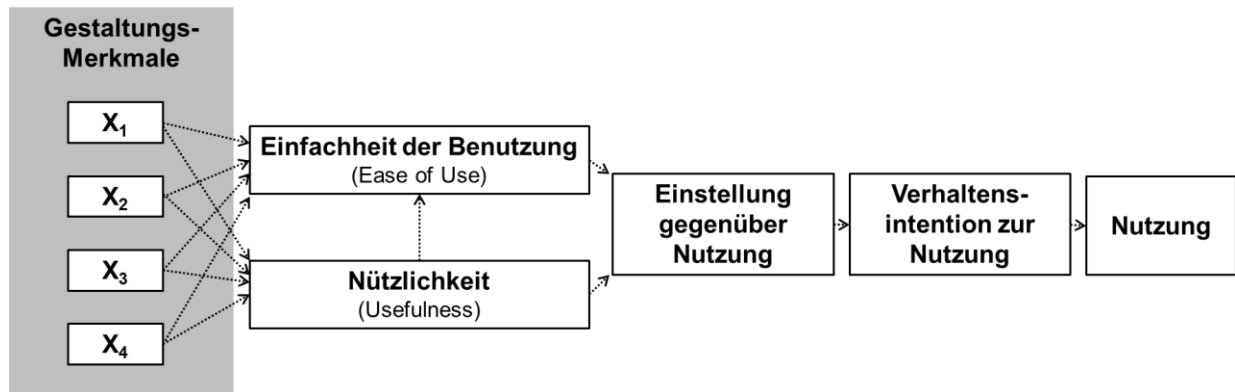 Gestaltungs-
Merkmale
X₁
X₂
X₃
X₄
Einfachheit der Benutzung
(Ease of Use)
Nützlichkeit
(Usefulness)
Einstellung
gegenüber
Nutzung
Verhaltens-
intention zur
Nutzung
Nutzung